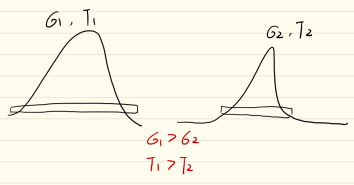 G₁, T₁
G₂, T₂
G₁ > G₂
T₁ > T₂